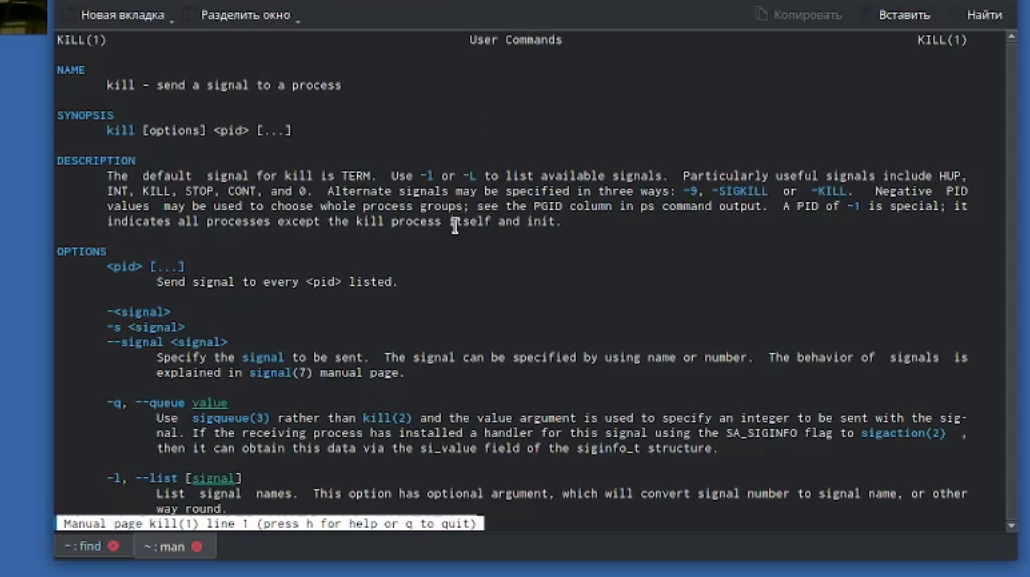 Новая вкладка Разделить окно Копировать Вставить Найти
KILL(1) User Commands KILL(1)
NAME
kill - send a signal to a process
SYNOPSIS
kill [options] <pid> [...]
DESCRIPTION
The default signal for kill is TERM. Use -l or -L to list available signals. Particularly useful signals include HUP,
INT, KILL, STOP, CONT, and 0. Alternate signals may be specified in three ways: -9, -SIGKILL or -KILL. Negative PID
values may be used to choose whole process groups; see the PGID column in ps command output. A PID of -1 is special; it
indicates all processes except the kill process itself and init.
OPTIONS
<pid> [...]
Send signal to every <pid> listed.
-<signal>
-s <signal>
--signal <signal>
Specify the signal to be sent. The signal can be specified by using name or number. The behavior of signals is
explained in signal(7) manual page.
-q, --queue value
Use sigqueue(3) rather than kill(2) and the value argument is used to specify an integer to be sent with the sig-
nal. If the receiving process has installed a handler for this signal using the SA_SIGINFO flag to sigaction(2) ,
then it can obtain this data via the si_value field of the siginfo_t structure.
-l, --list [signal]
List signal names. This option has optional argument, which will convert signal number to signal name, or other
way round.
Manual page kill(1) line 1 (press h for help or q to quit)
~ : find ~ : man